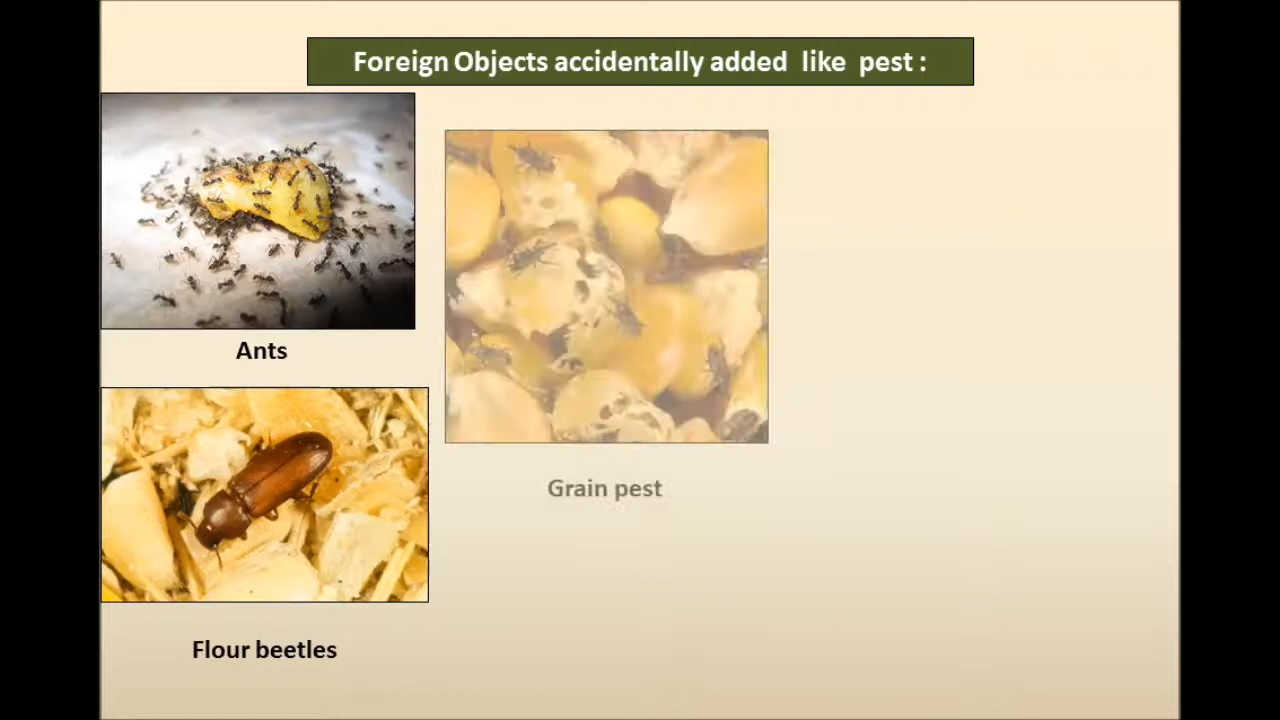 Foreign Objects accidentally added like pest :
Ants
Grain pest
Flour beetles